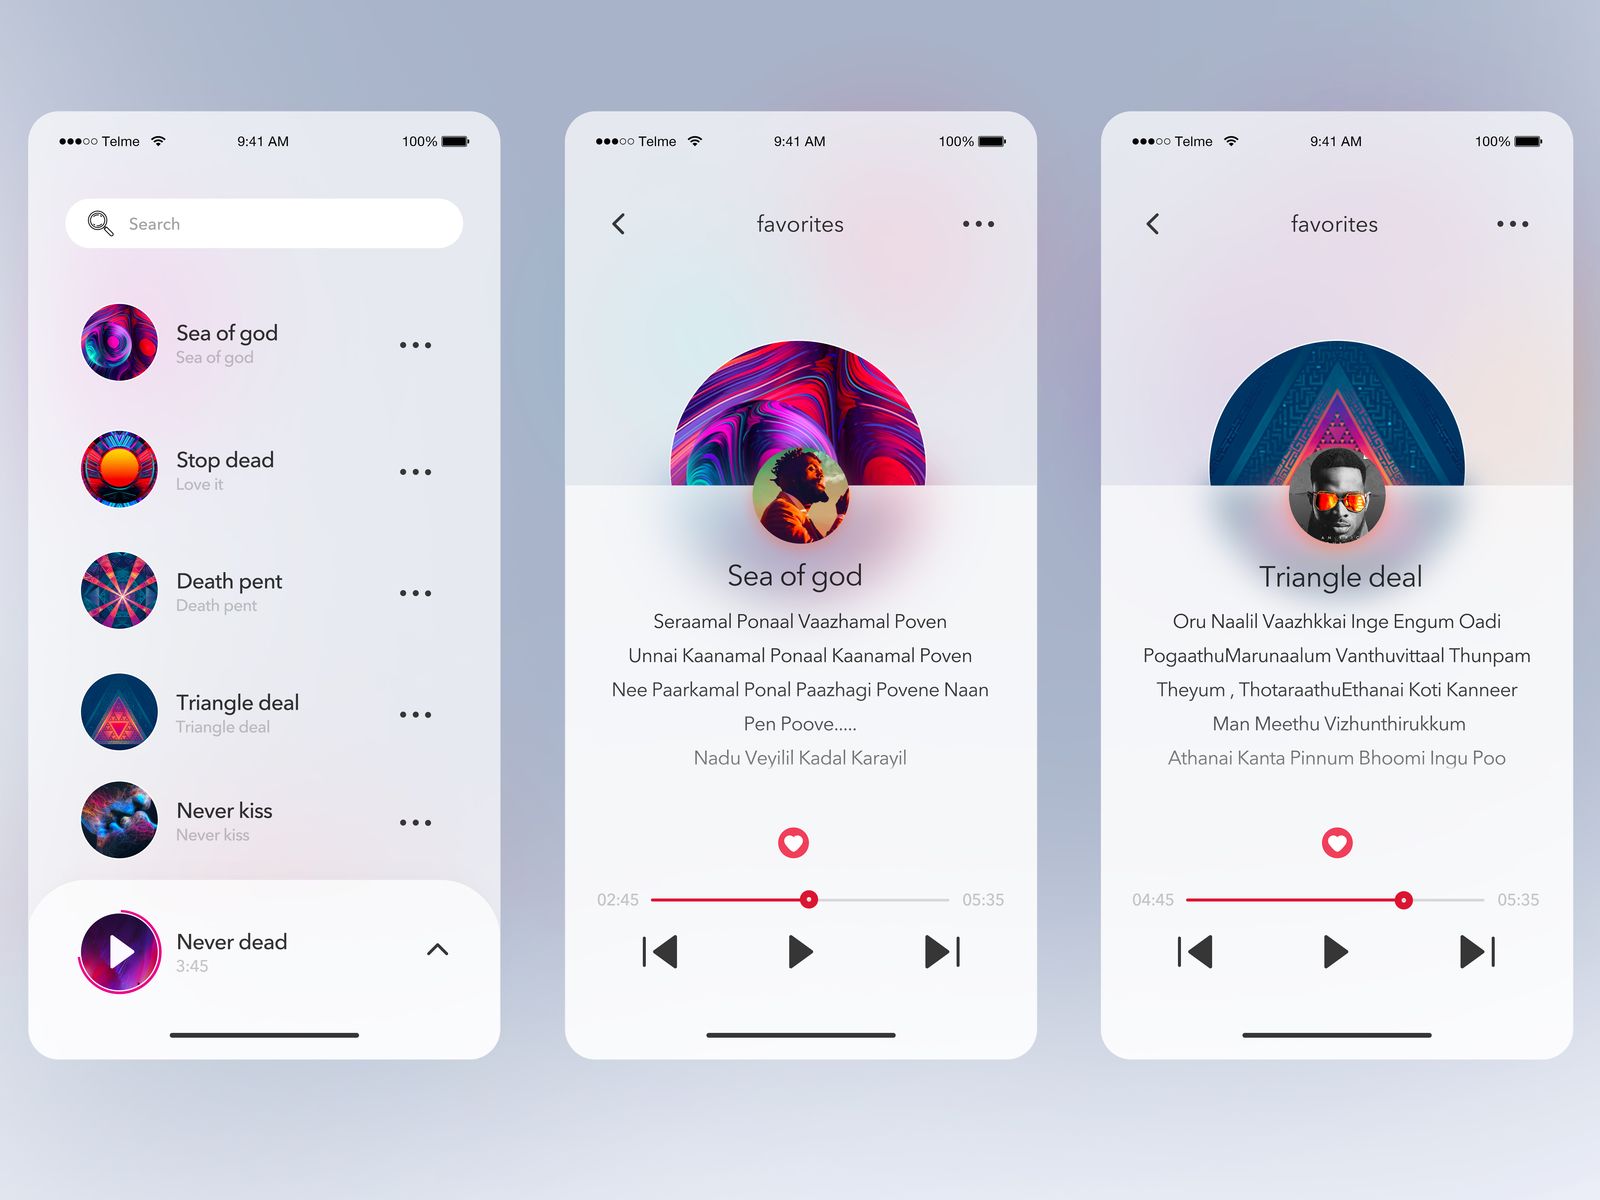 Telme 9:41 AM 100%
Search
Sea of god
Sea of god
Stop dead
Love it
Death pent
Death pent
Triangle deal
Triangle deal
Never kiss
Never kiss
Never dead
3:45
Telme 9:41 AM 100%
favorites
Sea of god
Seraamal Ponaal Vaazhamal Poven
Unnai Kaanamal Ponaal Kaanamal Poven
Nee Paarkamal Ponal Paazhagi Povene Naan
Pen Poove.....
Nadu Veyilil Kadal Karayil
02:45 05:35
Telme 9:41 AM 100%
favorites
Triangle deal
Oru Naalil Vaazhkkai Inge Engum Oadi
PogaathuMarunaalum Vanthuvittaal Thunpam
Theyum , ThotaraathuEthanai Koti Kanneer
Man Meethu Vizhunthirukkum
Athanai Kanta Pinnum Bhoomi Ingu Poo
04:45 05:35